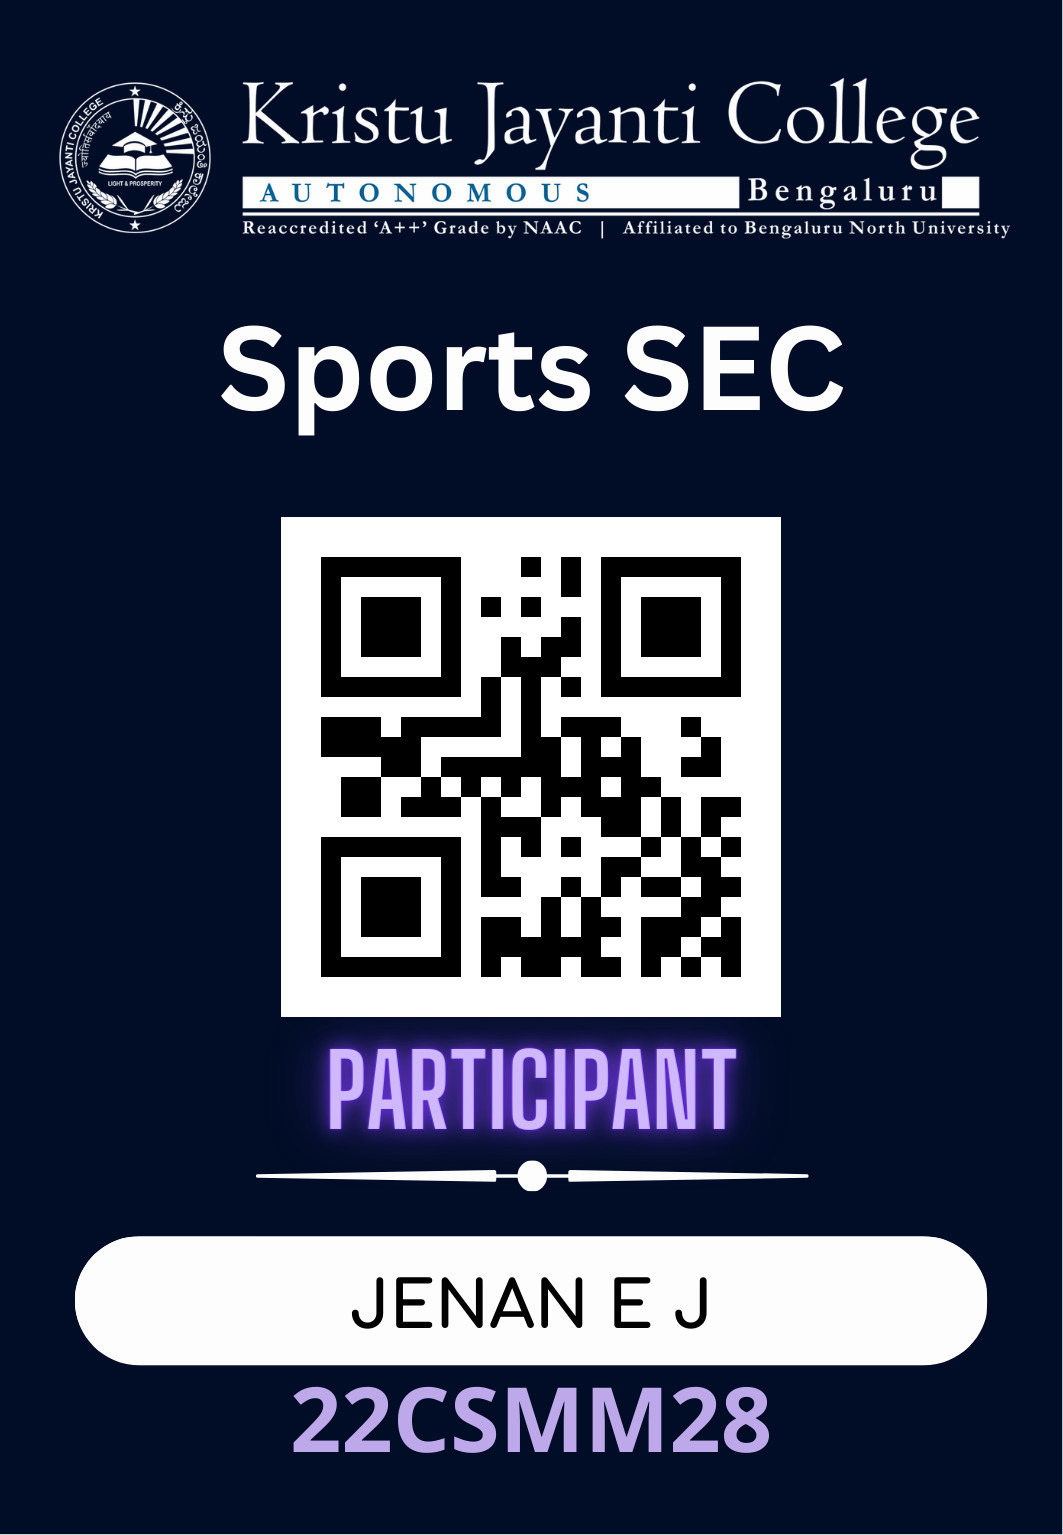 KRISTU JAYANTI COLLEGE
ಕ್ರಿಸ್ತು ಜಯಂತಿ ಕಾಲೇಜು
LIGHT & PROSPERITY
Kristu Jayanti College
AUTONOMOUS Bengaluru
Reaccredited ‘A++’ Grade by NAAC | Affiliated to Bengaluru North University
Sports SEC
PARTICIPANT
JENAN E J
22CSMM28